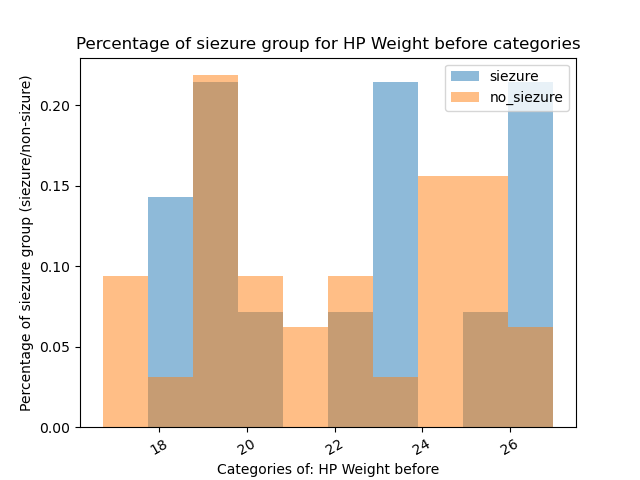 Percentage of siezure group for HP Weight before categories
siezure
no_siezure
Percentage of siezure group (siezure/non-sizure)
0.20
0.15
0.10
0.05
0.00
18
20
22
24
26
Categories of: HP Weight before